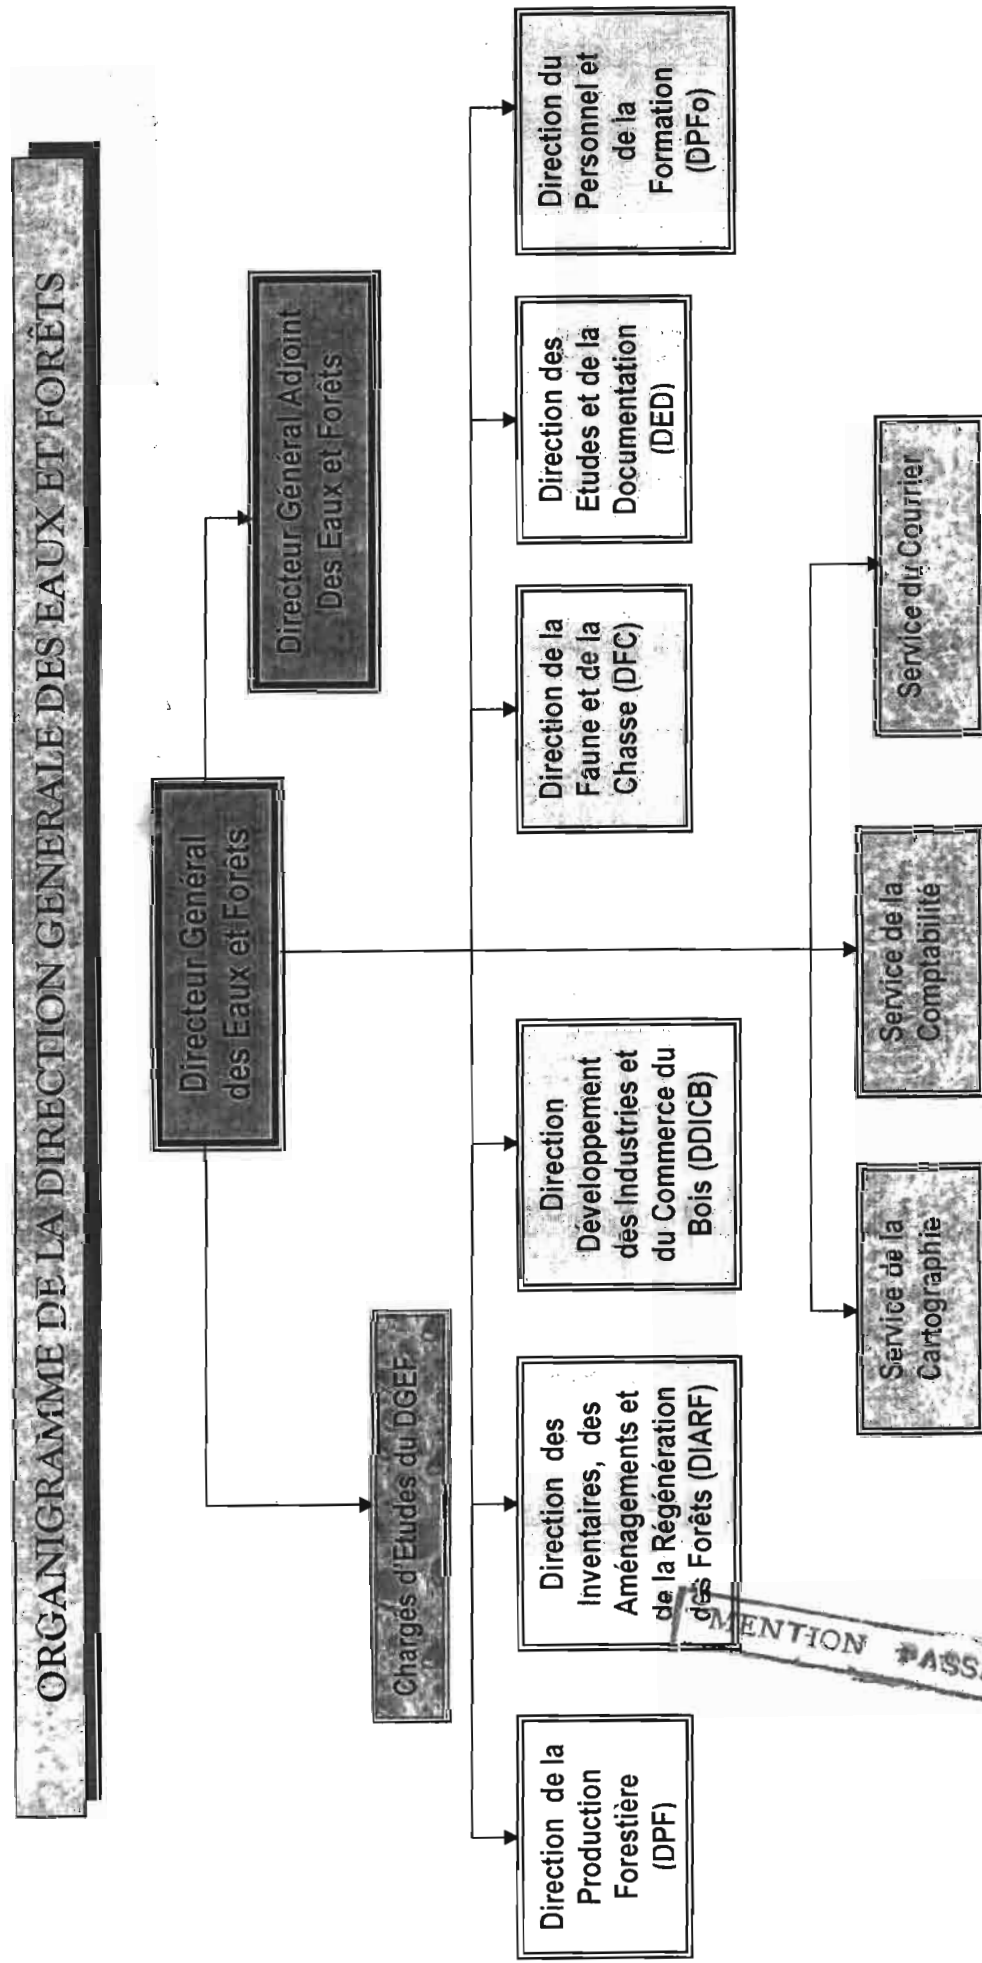 ORGANIGRAMME DE LA DIRECTION GENERALE DES EAUX ET FORÊTS
Directeur Général
des Eaux et Forêts
Directeur Général Adjoint
Des Eaux et Forêts
Chargés d'Etudes du DGEF
Direction de la
Production
Forestière
(DPF)
Direction des
Inventaires, des
Aménagements et
de la Régénération
des Forêts (DIARF)
Direction
Développement
des Industries et
du Commerce du
Bois (DDICB)
Direction de la
Faune et de la
Chasse (DFC)
Direction des
Etudes et de la
Documentation
(DED)
Direction du
Personnel et
de la
Formation
(DPFo)
Service de la
Cartographie
Service de la
Comptabilité
Service du Courrier
MENTION